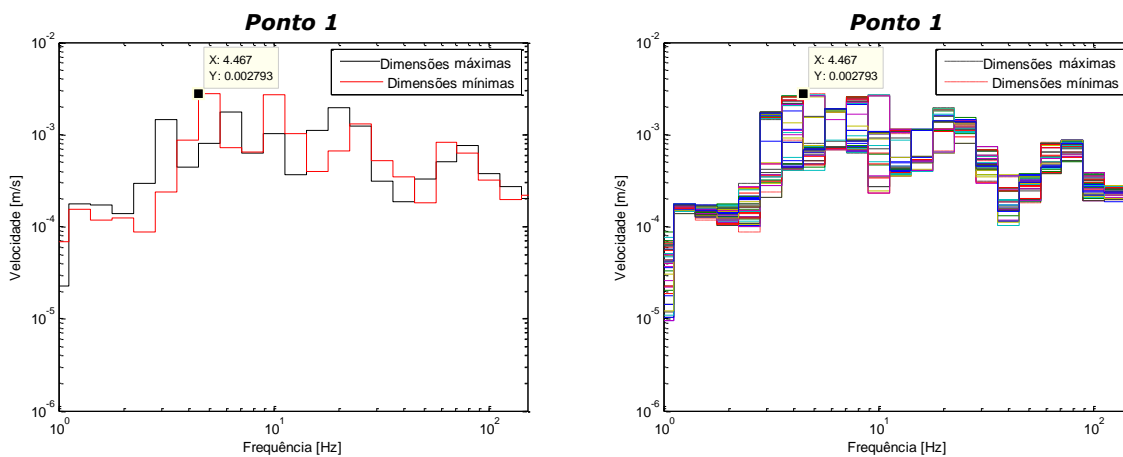 Ponto 1
10^-2
10^-3
10^-4
10^-5
10^-6
Velocidade [m/s]
X: 4.467
Y: 0.002793
Dimensões máximas
Dimensões mínimas
10^0
10^1
10^2
Frequência [Hz]
Ponto 1
10^-2
10^-3
10^-4
10^-5
10^-6
Velocidade [m/s]
X: 4.467
Y: 0.002793
Dimensões máximas
Dimensões mínimas
10^0
10^1
10^2
Frequência [Hz]